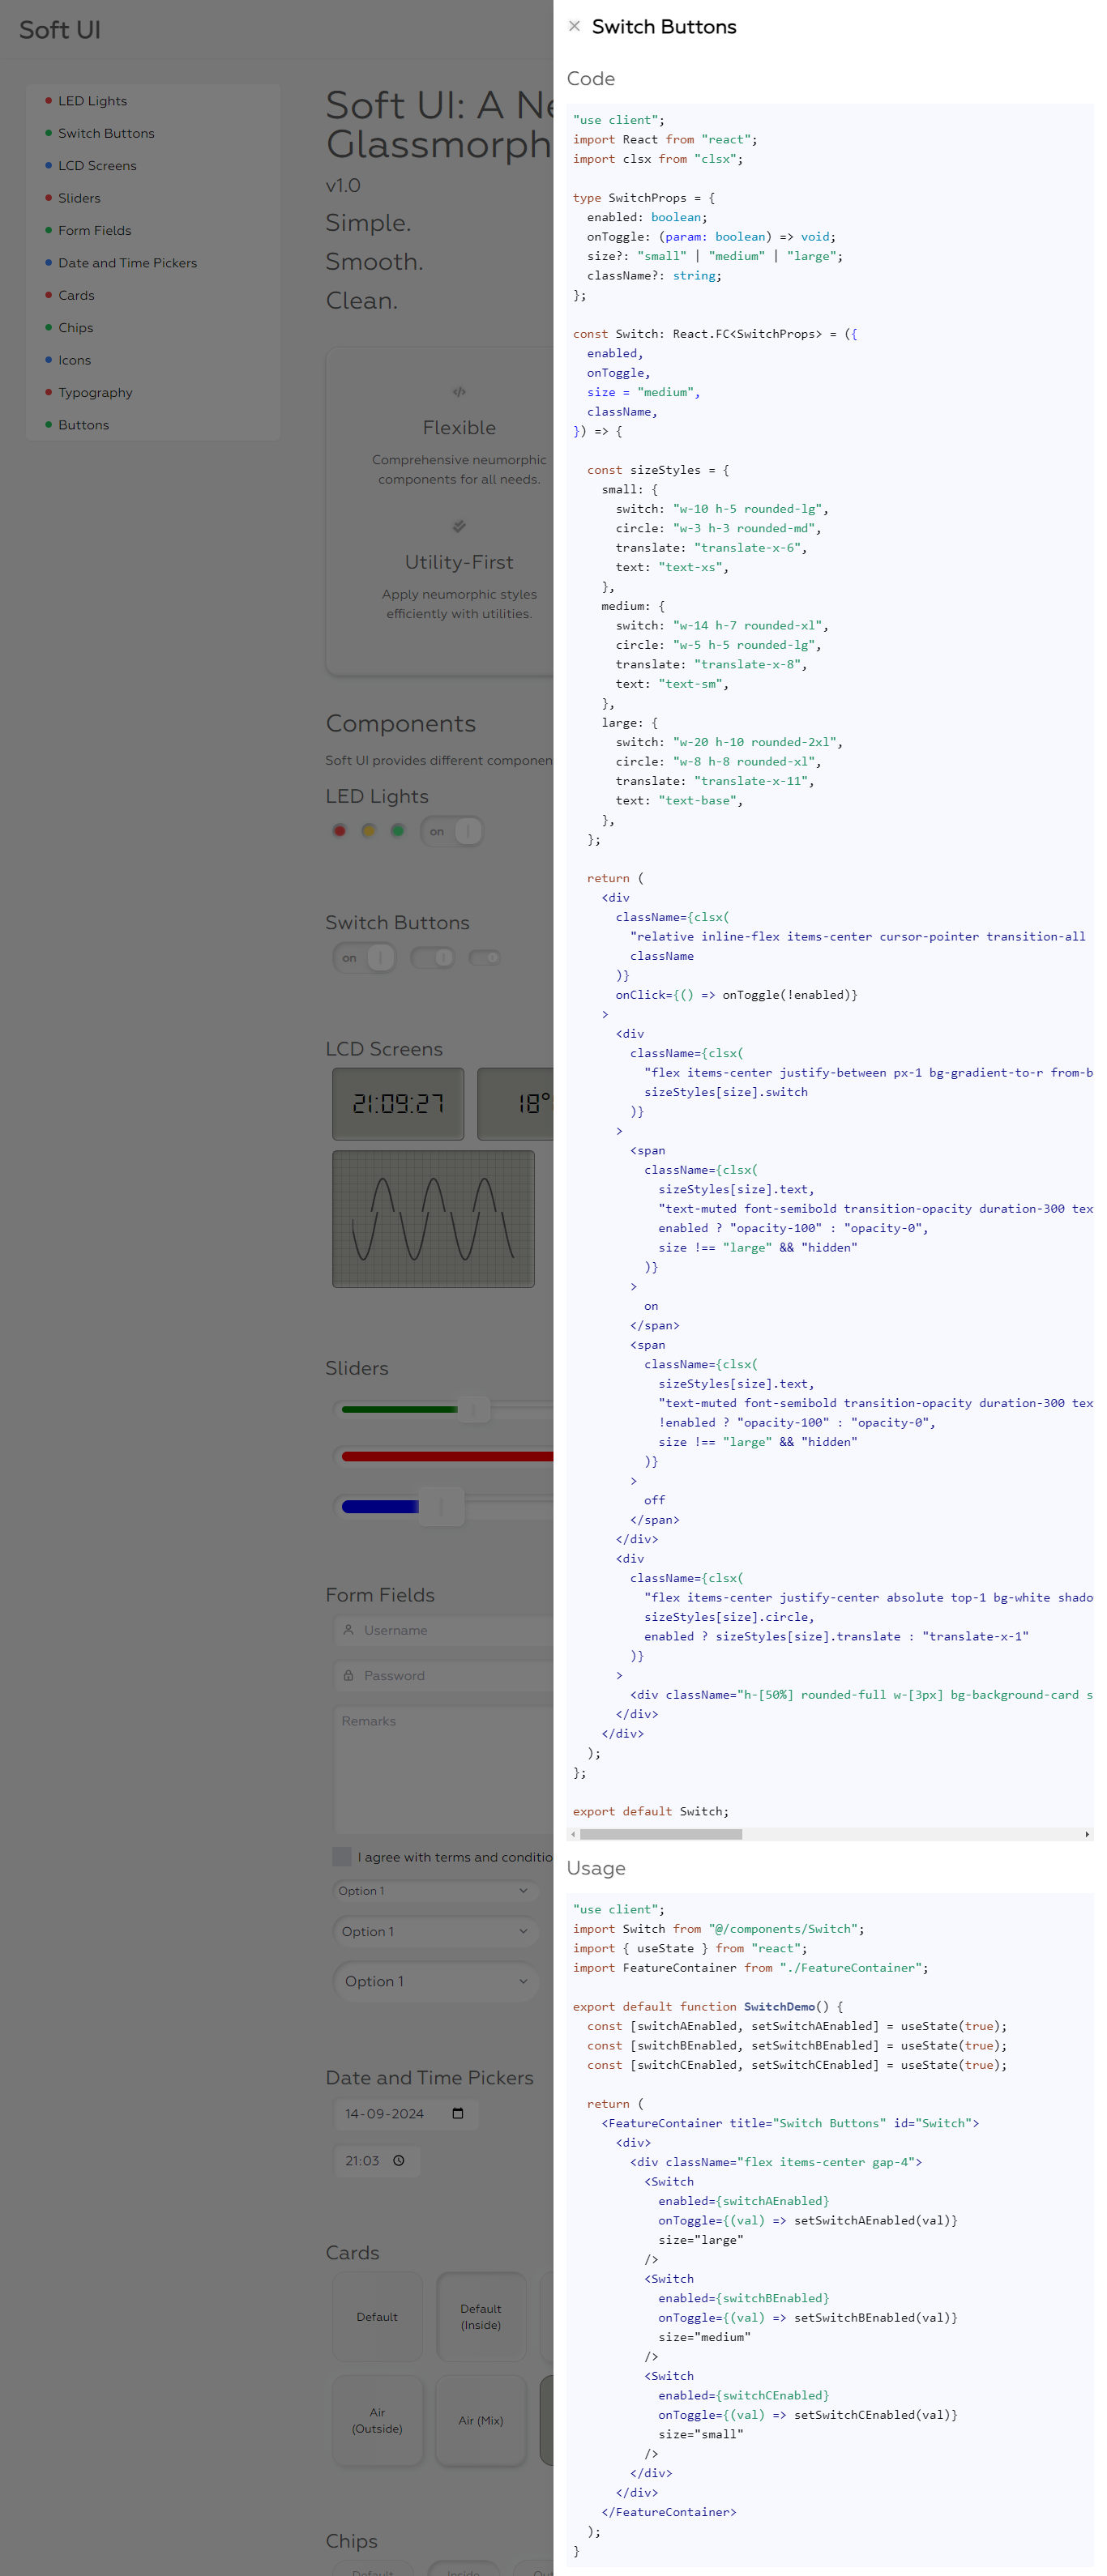 Soft UI
LED Lights
Switch Buttons
LCD Screens
Sliders
Form Fields
Date and Time Pickers
Cards
Chips
Icons
Typography
Buttons
Soft UI: A Ne
Glassmorph
v1.0
Simple.
Smooth.
Clean.
Flexible
Comprehensive neumorphic
components for all needs.
Utility-First
Apply neumorphic styles
efficiently with utilities.
Components
Soft UI provides different componen
LED Lights
on
Switch Buttons
on
LCD Screens
21:09:27
18°
Sliders
Form Fields
Username
Password
Remarks
I agree with terms and conditio
Option 1
Option 1
Option 1
Date and Time Pickers
14-09-2024
21:03
Cards
Default
Default
(Inside)
Air
(Outside)
Air (Mix)
Chips
Default
Inside
Out
Switch Buttons
Code
"use client";
import React from "react";
import clsx from "clsx";
type SwitchProps = {
  enabled: boolean;
  onToggle: (param: boolean) => void;
  size?: "small" | "medium" | "large";
  className?: string;
};
const Switch: React.FC<SwitchProps> = ({
  enabled,
  onToggle,
  size = "medium",
  className,
}) => {
  const sizeStyles = {
    small: {
      switch: "w-10 h-5 rounded-lg",
      circle: "w-3 h-3 rounded-md",
      translate: "translate-x-6",
      text: "text-xs",
    },
    medium: {
      switch: "w-14 h-7 rounded-xl",
      circle: "w-5 h-5 rounded-lg",
      translate: "translate-x-8",
      text: "text-sm",
    },
    large: {
      switch: "w-20 h-10 rounded-2xl",
      circle: "w-8 h-8 rounded-xl",
      translate: "translate-x-11",
      text: "text-base",
    },
  };
  return (
    <div
      className={clsx(
        "relative inline-flex items-center cursor-pointer transition-all
        className
      )}
      onClick={() => onToggle(!enabled)}
    >
      <div
        className={clsx(
          "flex items-center justify-between px-1 bg-gradient-to-r from-b
          sizeStyles[size].switch
        )}
      >
        <span
          className={clsx(
            sizeStyles[size].text,
            "text-muted font-semibold transition-opacity duration-300 tex
            enabled ? "opacity-100" : "opacity-0",
            size !== "large" && "hidden"
          )}
        >
          on
        </span>
        <span
          className={clsx(
            sizeStyles[size].text,
            "text-muted font-semibold transition-opacity duration-300 tex
            !enabled ? "opacity-100" : "opacity-0",
            size !== "large" && "hidden"
          )}
        >
          off
        </span>
      </div>
      <div
        className={clsx(
          "flex items-center justify-center absolute top-1 bg-white shado
          sizeStyles[size].circle,
          enabled ? sizeStyles[size].translate : "translate-x-1"
        )}
      >
        <div className="h-[50%] rounded-full w-[3px] bg-background-card s
      </div>
    </div>
  );
};
export default Switch;
Usage
"use client";
import Switch from "@/components/Switch";
import { useState } from "react";
import FeatureContainer from "./FeatureContainer";
export default function SwitchDemo() {
  const [switchAEnabled, setSwitchAEnabled] = useState(true);
  const [switchBEnabled, setSwitchBEnabled] = useState(true);
  const [switchCEnabled, setSwitchCEnabled] = useState(true);
  return (
    <FeatureContainer title="Switch Buttons" id="Switch">
      <div>
        <div className="flex items-center gap-4">
          <Switch
            enabled={switchAEnabled}
            onToggle={(val) => setSwitchAEnabled(val)}
            size="large"
          />
          <Switch
            enabled={switchBEnabled}
            onToggle={(val) => setSwitchBEnabled(val)}
            size="medium"
          />
          <Switch
            enabled={switchCEnabled}
            onToggle={(val) => setSwitchCEnabled(val)}
            size="small"
          />
        </div>
      </div>
    </FeatureContainer>
  );
}